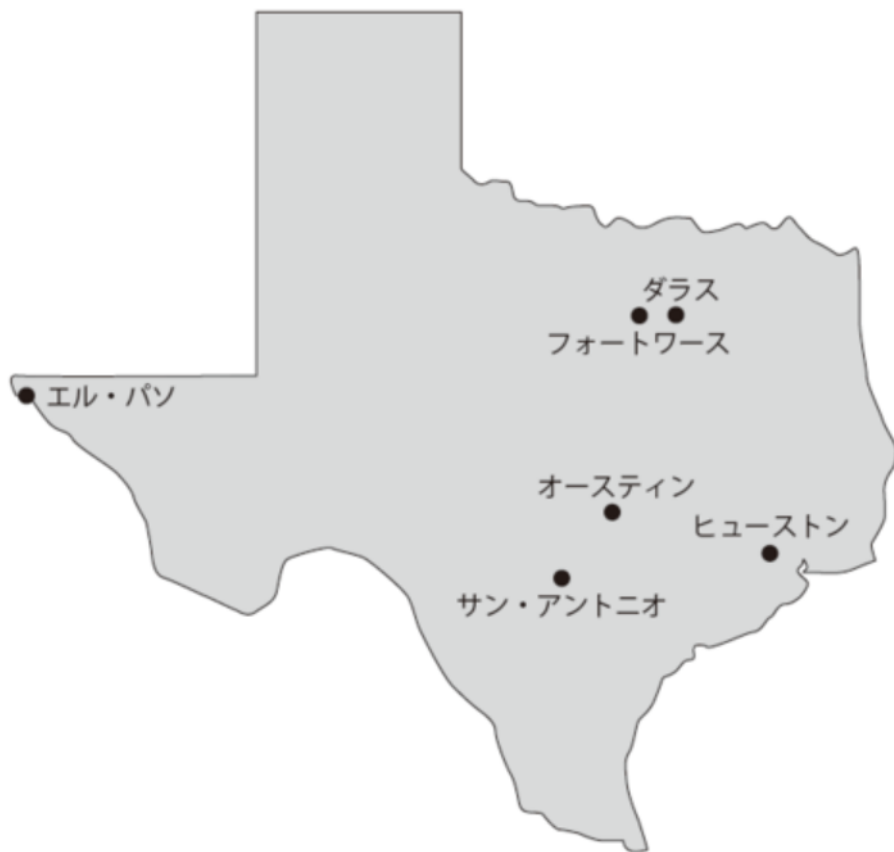 ダラス
フォートワース
エル・パソ
オースティン
ヒューストン
サン・アントニオ